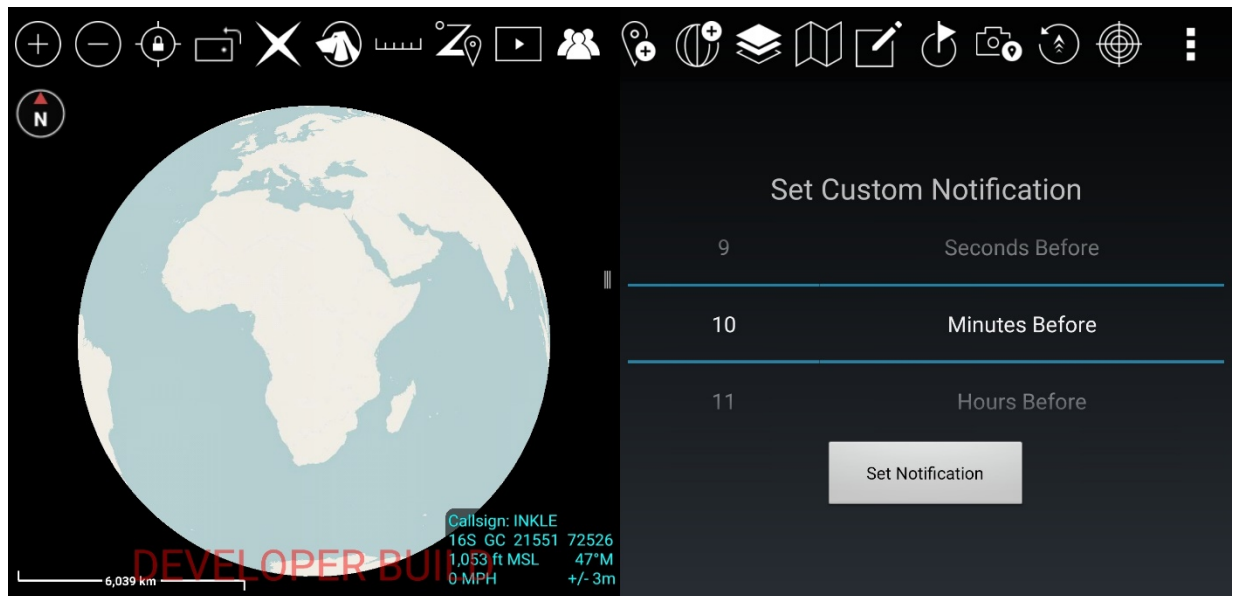 N
Set Custom Notification
9 Seconds Before
10 Minutes Before
11 Hours Before
Set Notification
Callsign: INKLE
16S GC 21551 72526
1,053 ft MSL 47°M
0 MPH +/- 3m
DEVELOPER BUILD
6,039 km